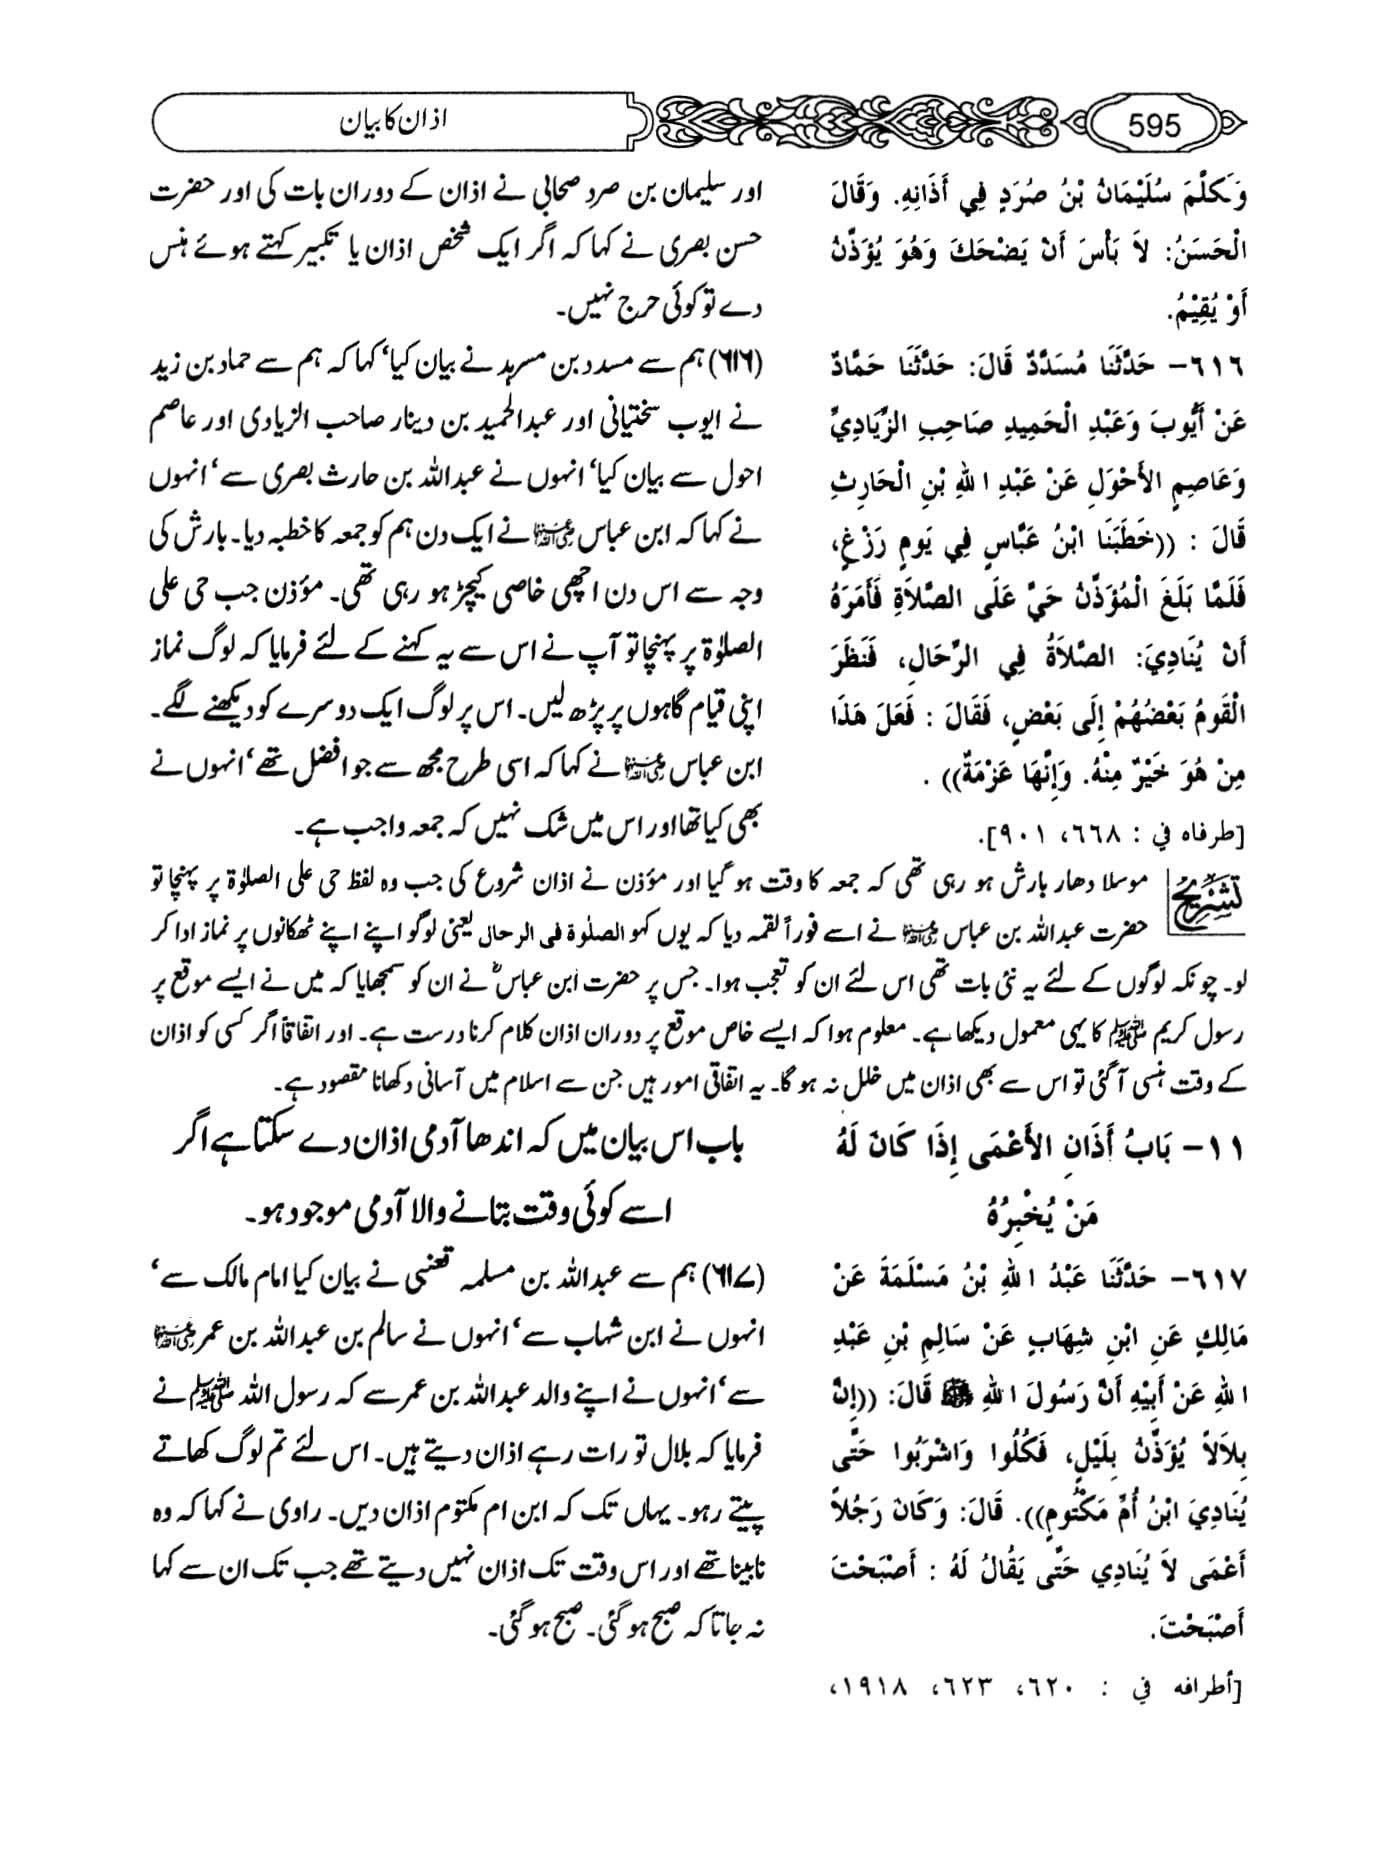 595
اذان کا بیان
وَتَكَلَّمَ سُلَيْمَانُ بْنُ صُرَدٍ فِي أَذَانِهِ. وَقَالَ
الْحَسَنُ: لاَ بَأْسَ أَنْ يَضْحَكَ وَهُوَ يُؤَذِّنُ
أَوْ يُقِيْمُ.
٦١٦- حَدَّثَنَا مُسَدَّدٌ قَالَ: حَدَّثَنَا حَمَّادٌ
عَنْ أَيُّوبَ وَعَبْدِ الْحَمِيدِ صَاحِبِ الزِّيَادِيِّ
وَعَاصِمٍ الأَحْوَلِ عَنْ عَبْدِ اللهِ بْنِ الْحَارِثِ
قَالَ : ((خَطَبَنَا ابْنُ عَبَّاسٍ فِي يَومٍ رَزْغٍ،
فَلَمَّا بَلَغَ الْمُؤَذِّنُ حَيَّ عَلَى الصَّلاَةِ فَأَمَرَهُ
أَنْ يُنَادِيَ: الصَّلاَةُ فِي الرِّحَالِ، فَنَظَرَ
الْقَومُ بَعْضُهُمْ إِلَى بَعْضٍ، فَقَالَ : فَعَلَ هَذَا
مِنْ هُوَ خَيْرٌ مِنْهُ. وَإِنَّهَا عَزْمَةٌ)) .
[طرفاه في : ٦٦٨، ٩٠١].
اور سلیمان بن صرد صحابی نے اذان کے دوران بات کی اور حضرت
حسن بصری نے کہا کہ اگر ایک شخص اذان یا تکبیر کہتے ہوئے ہنس
دے تو کوئی حرج نہیں۔
(۶۱۶) ہم سے مسدد بن مسرہد نے بیان کیا‘ کہا کہ ہم سے حماد بن زید
نے ایوب سختیانی اور عبدالحمید بن دینار صاحب الزیادی اور عاصم
احول سے بیان کیا‘ انہوں نے عبداللہ بن حارث بصری سے‘ انہوں
نے کہا کہ ابن عباس رضی اللہ عنہما نے ایک دن ہم کو جمعہ کا خطبہ دیا۔ بارش کی
وجہ سے اس دن اچھی خاصی کیچڑ ہو رہی تھی۔ مؤذن جب حی علی
الصلوٰۃ پر پہنچا تو آپ نے اس سے یہ کہنے کے لئے فرمایا کہ لوگ نماز
اپنی قیام گاہوں پر پڑھ لیں۔ اس پر لوگ ایک دوسرے کو دیکھنے لگے۔
ابن عباس رضی اللہ عنہما نے کہا کہ اسی طرح مجھ سے جو افضل تھے‘ انہوں نے
بھی کیا تھا اور اس میں شک نہیں کہ جمعہ واجب ہے۔
تشریح
موسلا دھار بارش ہو رہی تھی کہ جمعہ کا وقت ہو گیا اور مؤذن نے اذان شروع کی جب وہ لفظ حی علی الصلوٰۃ پر پہنچا تو
حضرت عبداللہ بن عباس رضی اللہ عنہما نے اسے فوراً لقمہ دیا کہ یوں کہو الصلوٰۃ فی الرحال یعنی لوگو اپنے اپنے ٹھکانوں پر نماز ادا کر
لو۔ چونکہ لوگوں کے لئے یہ نئی بات تھی اس لئے ان کو تعجب ہوا۔ جس پر حضرت ابن عباسؓ نے ان کو سمجھایا کہ میں نے ایسے موقع پر
رسول کریم ﷺ کا یہی معمول دیکھا ہے۔ معلوم ہوا کہ ایسے خاص موقع پر دوران اذان کلام کرنا درست ہے۔ اور اتفاقاً اگر کسی کو اذان
کے وقت ہنسی آگئی تو اس سے بھی اذان میں خلل نہ ہو گا۔ یہ اتفاقی امور ہیں جن سے اسلام میں آسانی دکھانا مقصود ہے۔
١١- بَابُ أَذَانِ الأَعْمَى إِذَا كَانَ لَهُ
مَنْ يُخْبِرُهُ
باب اس بیان میں کہ اندھا آدمی اذان دے سکتا ہے اگر
اسے کوئی وقت بتانے والا آدمی موجود ہو۔
٦١٧- حَدَّثَنَا عَبْدُ اللهِ بْنُ مَسْلَمَةَ عَنْ
مَالِكٍ عَنِ ابْنِ شِهَابٍ عَنْ سَالِمِ بْنِ عَبْدِ
اللهِ عَنْ أَبِيْهِ أَنَّ رَسُولَ اللهِ ﷺ قَالَ: ((إِنَّ
بِلاَلاً يُؤَذِّنُ بِلَيْلٍ، فَكُلُوا وَاشْرَبُوا حَتَّى
يُنَادِيَ ابْنُ أُمِّ مَكْتُومٍ)). قَالَ: وَكَانَ رَجُلاً
أَعْمَى لاَ يُنَادِي حَتَّى يَقُالُ لَهُ : أَصْبَحْتَ
أَصْبَحْتَ.
[أطرافه في : ٦٢٠، ٦٢٣، ١٩١٨،
(۶۱۷) ہم سے عبداللہ بن مسلمہ قعنبی نے بیان کیا امام مالک سے‘
انہوں نے ابن شہاب سے‘ انہوں نے سالم بن عبداللہ بن عمر رضی اللہ عنہما
سے‘ انہوں نے اپنے والد عبداللہ بن عمر سے کہ رسول اللہ ﷺ نے
فرمایا کہ بلال تو رات رہے اذان دیتے ہیں۔ اس لئے تم لوگ کھاتے
پیتے رہو۔ یہاں تک کہ ابن ام مکتوم اذان دیں۔ راوی نے کہا کہ وہ
نابینا تھے اور اس وقت تک اذان نہیں دیتے تھے جب تک ان سے کہا
نہ جاتا کہ صبح ہو گئی۔ صبح ہو گئی۔